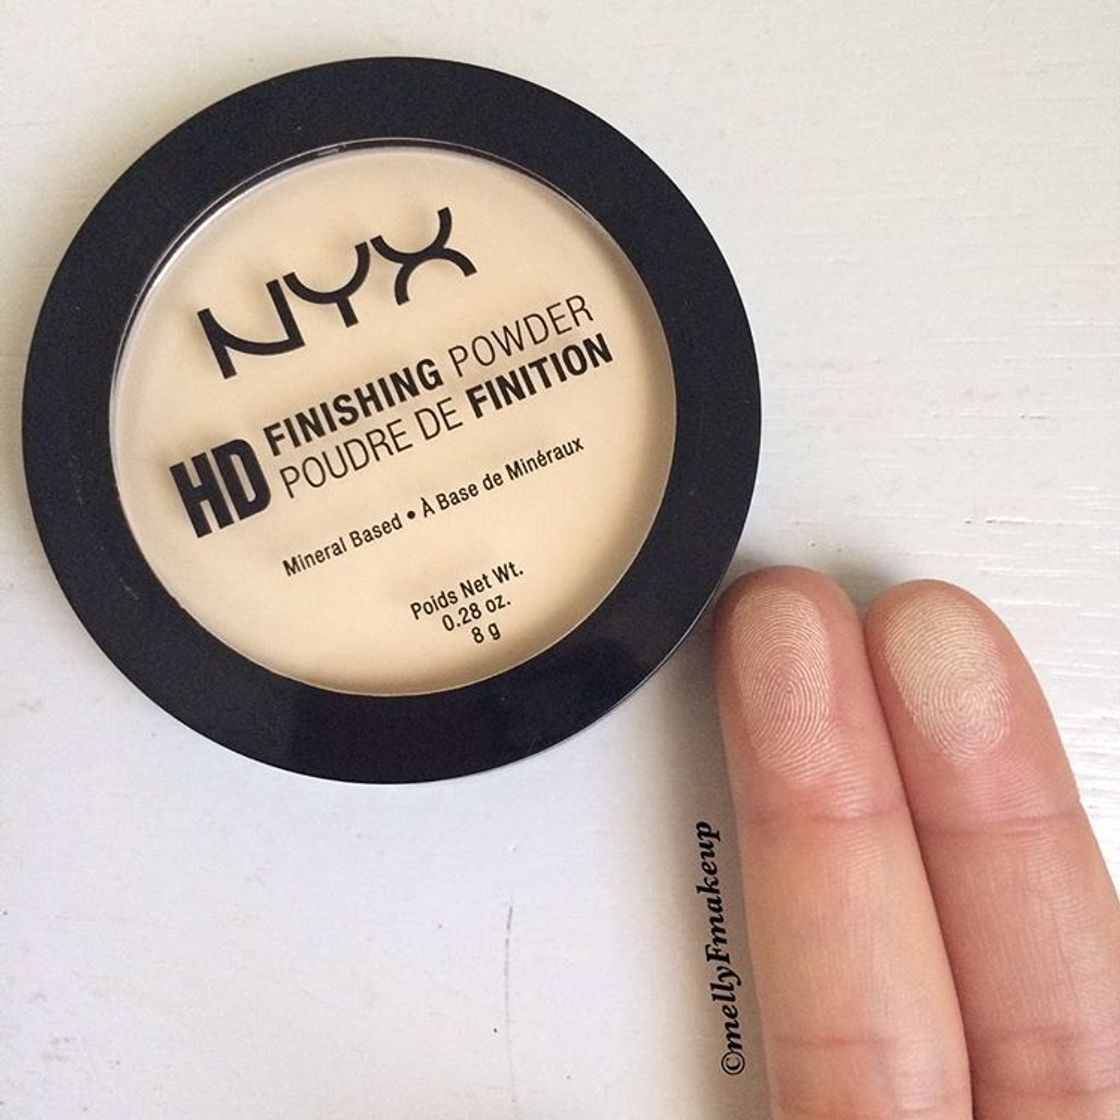 NYX
HD FINISHING POWDER
POUDRE DE FINITION
Mineral Based • À Base de Minéraux
Poids Net Wt.
0.28 oz.
8 g
©mellyFmakeup